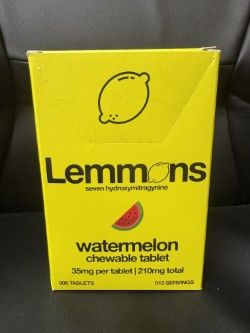 Lemmons
seven hydroxymitragynine
watermelon
chewable tablet
35mg per tablet | 210mg total
006 TABLETS 012 SERVINGS